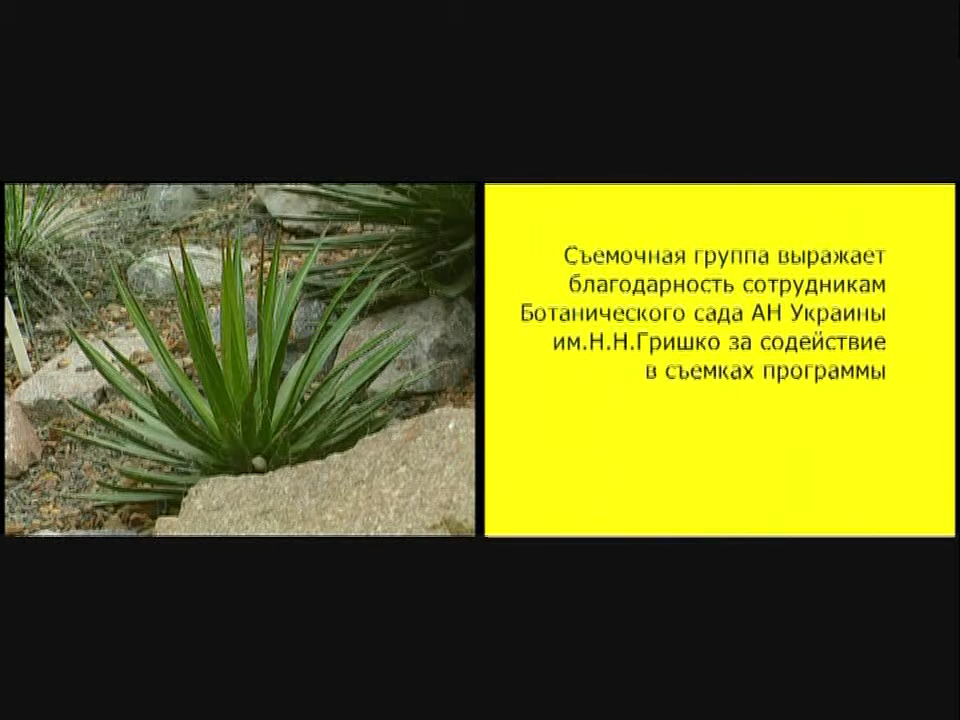 Съемочная группа выражает
благодарность сотрудникам
Ботанического сада АН Украины
им.Н.Н.Гришко за содействие
в съемках программы